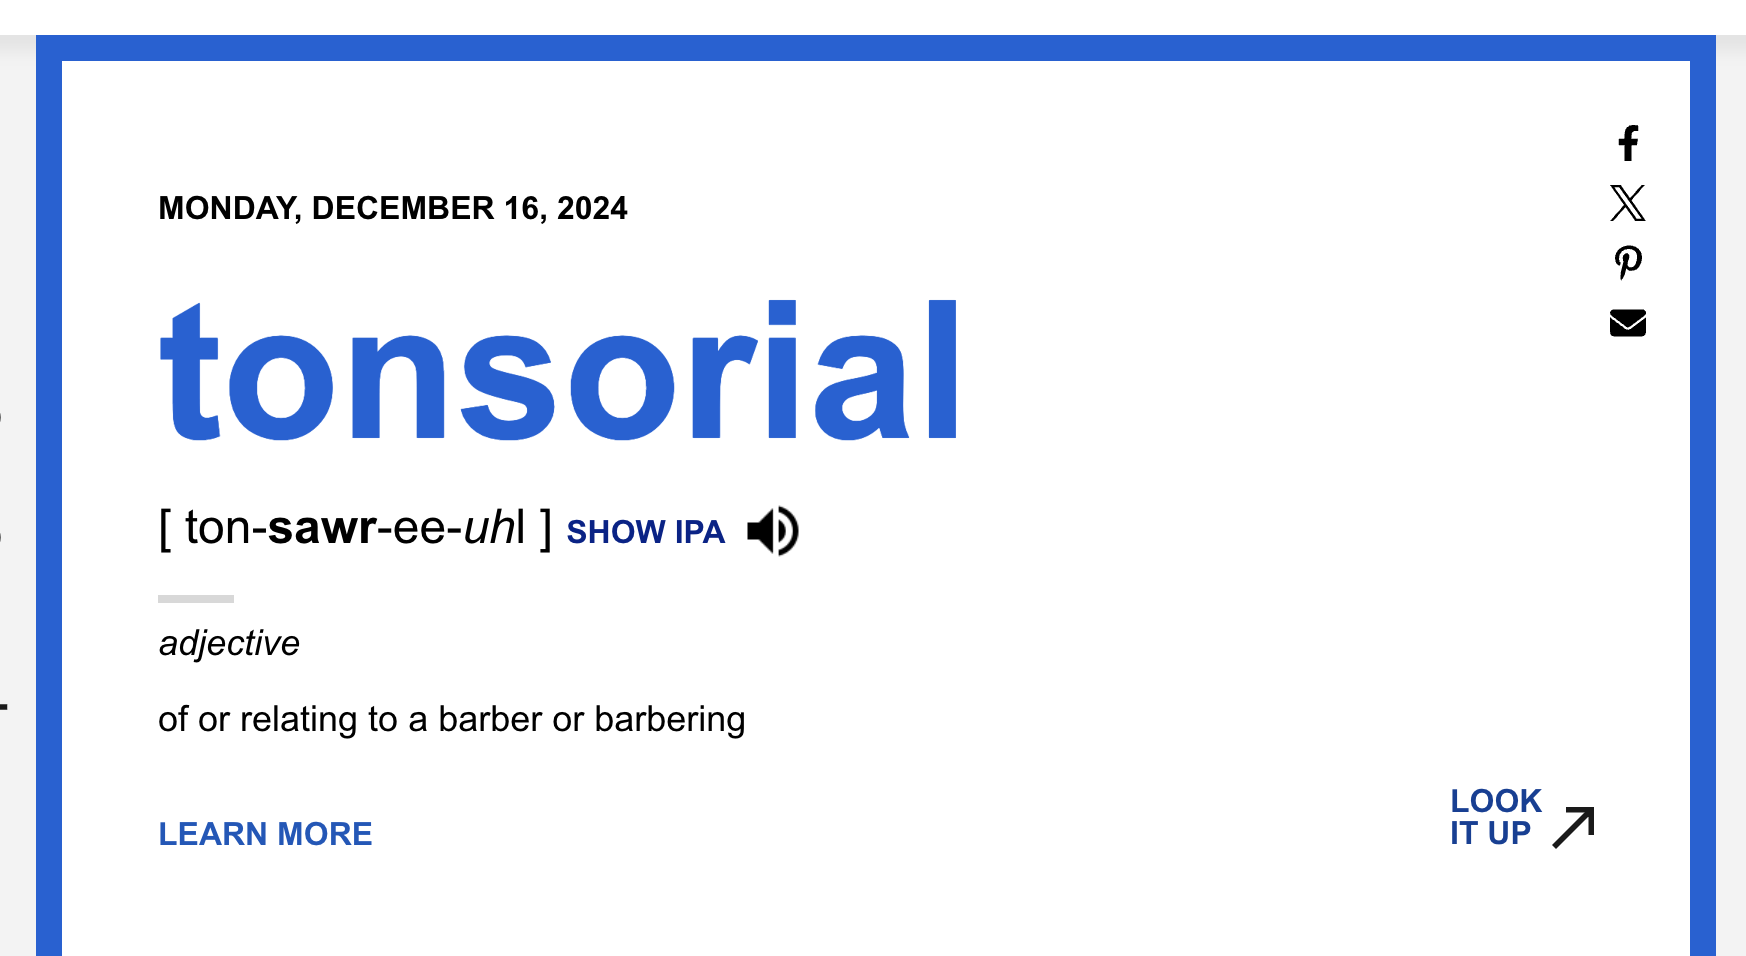 MONDAY, DECEMBER 16, 2024
tonsorial
[ ton-sawr-ee-uhl ] SHOW IPA
adjective
of or relating to a barber or barbering
LEARN MORE
LOOK
IT UP